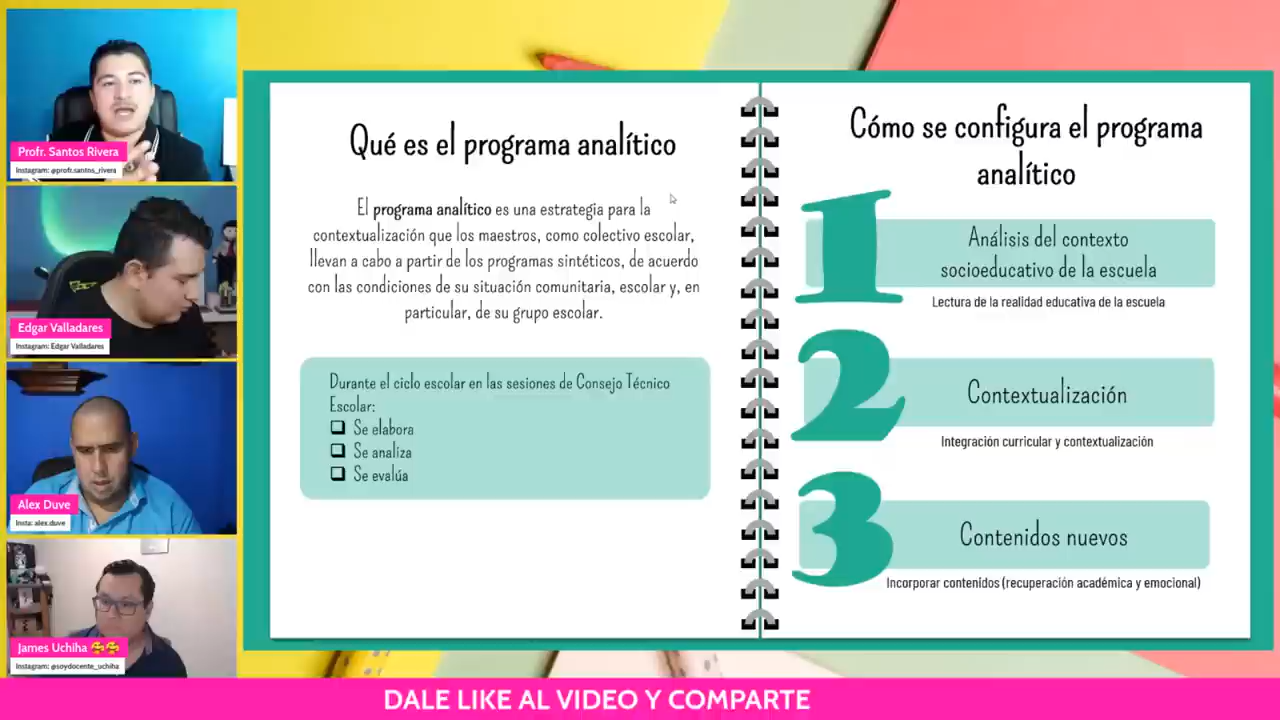 Profr. Santos Rivera
Instagram: @profr.santos_rivera
Edgar Valladares
Instagram: Edgar Valladares
Alex Duve
Insta: alex.duve
James Uchiha 🥰🥰
Instagram: @soydocente_uchiha
Qué es el programa analítico
El programa analítico es una estrategia para la
contextualización que los maestros, como colectivo escolar,
llevan a cabo a partir de los programas sintéticos, de acuerdo
con las condiciones de su situación comunitaria, escolar y, en
particular, de su grupo escolar.
Durante el ciclo escolar en las sesiones de Consejo Técnico
Escolar:
❑ Se elabora
❑ Se analiza
❑ Se evalúa
Cómo se configura el programa
analítico
1
Análisis del contexto
socioeducativo de la escuela
Lectura de la realidad educativa de la escuela
2
Contextualización
Integración curricular y contextualización
3
Contenidos nuevos
Incorporar contenidos (recuperación académica y emocional)
DALE LIKE AL VIDEO Y COMPARTE